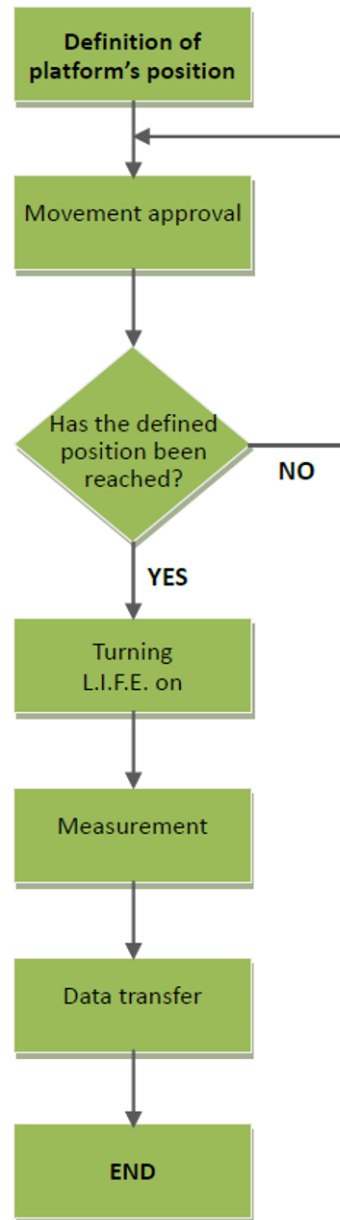 Definition of
platform's position
Movement approval
Has the defined
position been
reached?
NO
YES
Turning
L.I.F.E. on
Measurement
Data transfer
END